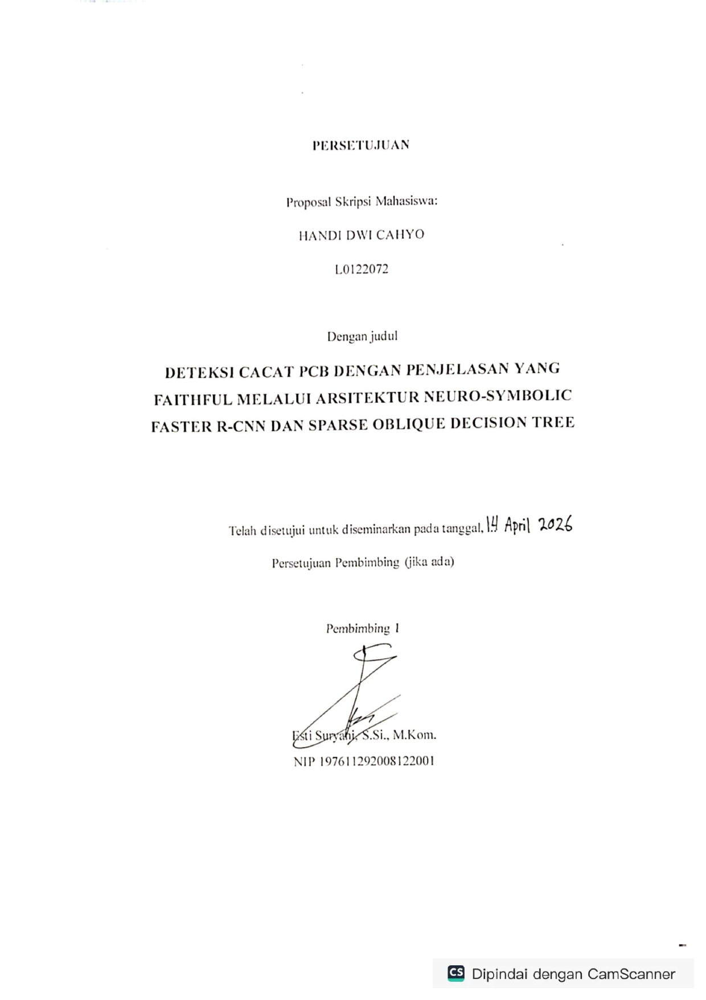 PERSETUJUAN
Proposal Skripsi Mahasiswa:
HANDI DWI CAHYO
L0122072
Dengan judul
DETEKSI CACAT PCB DENGAN PENJELASAN YANG
FAITHFUL MELALUI ARSITEKTUR NEURO-SYMBOLIC
FASTER R-CNN DAN SPARSE OBLIQUE DECISION TREE
Telah disetujui untuk diseminarkan pada tanggal, 14 April 2026
Persetujuan Pembimbing (jika ada)
Pembimbing 1
Esti Suryani, S.Si., M.Kom.
NIP 197611292008122001
CS Dipindai dengan CamScanner